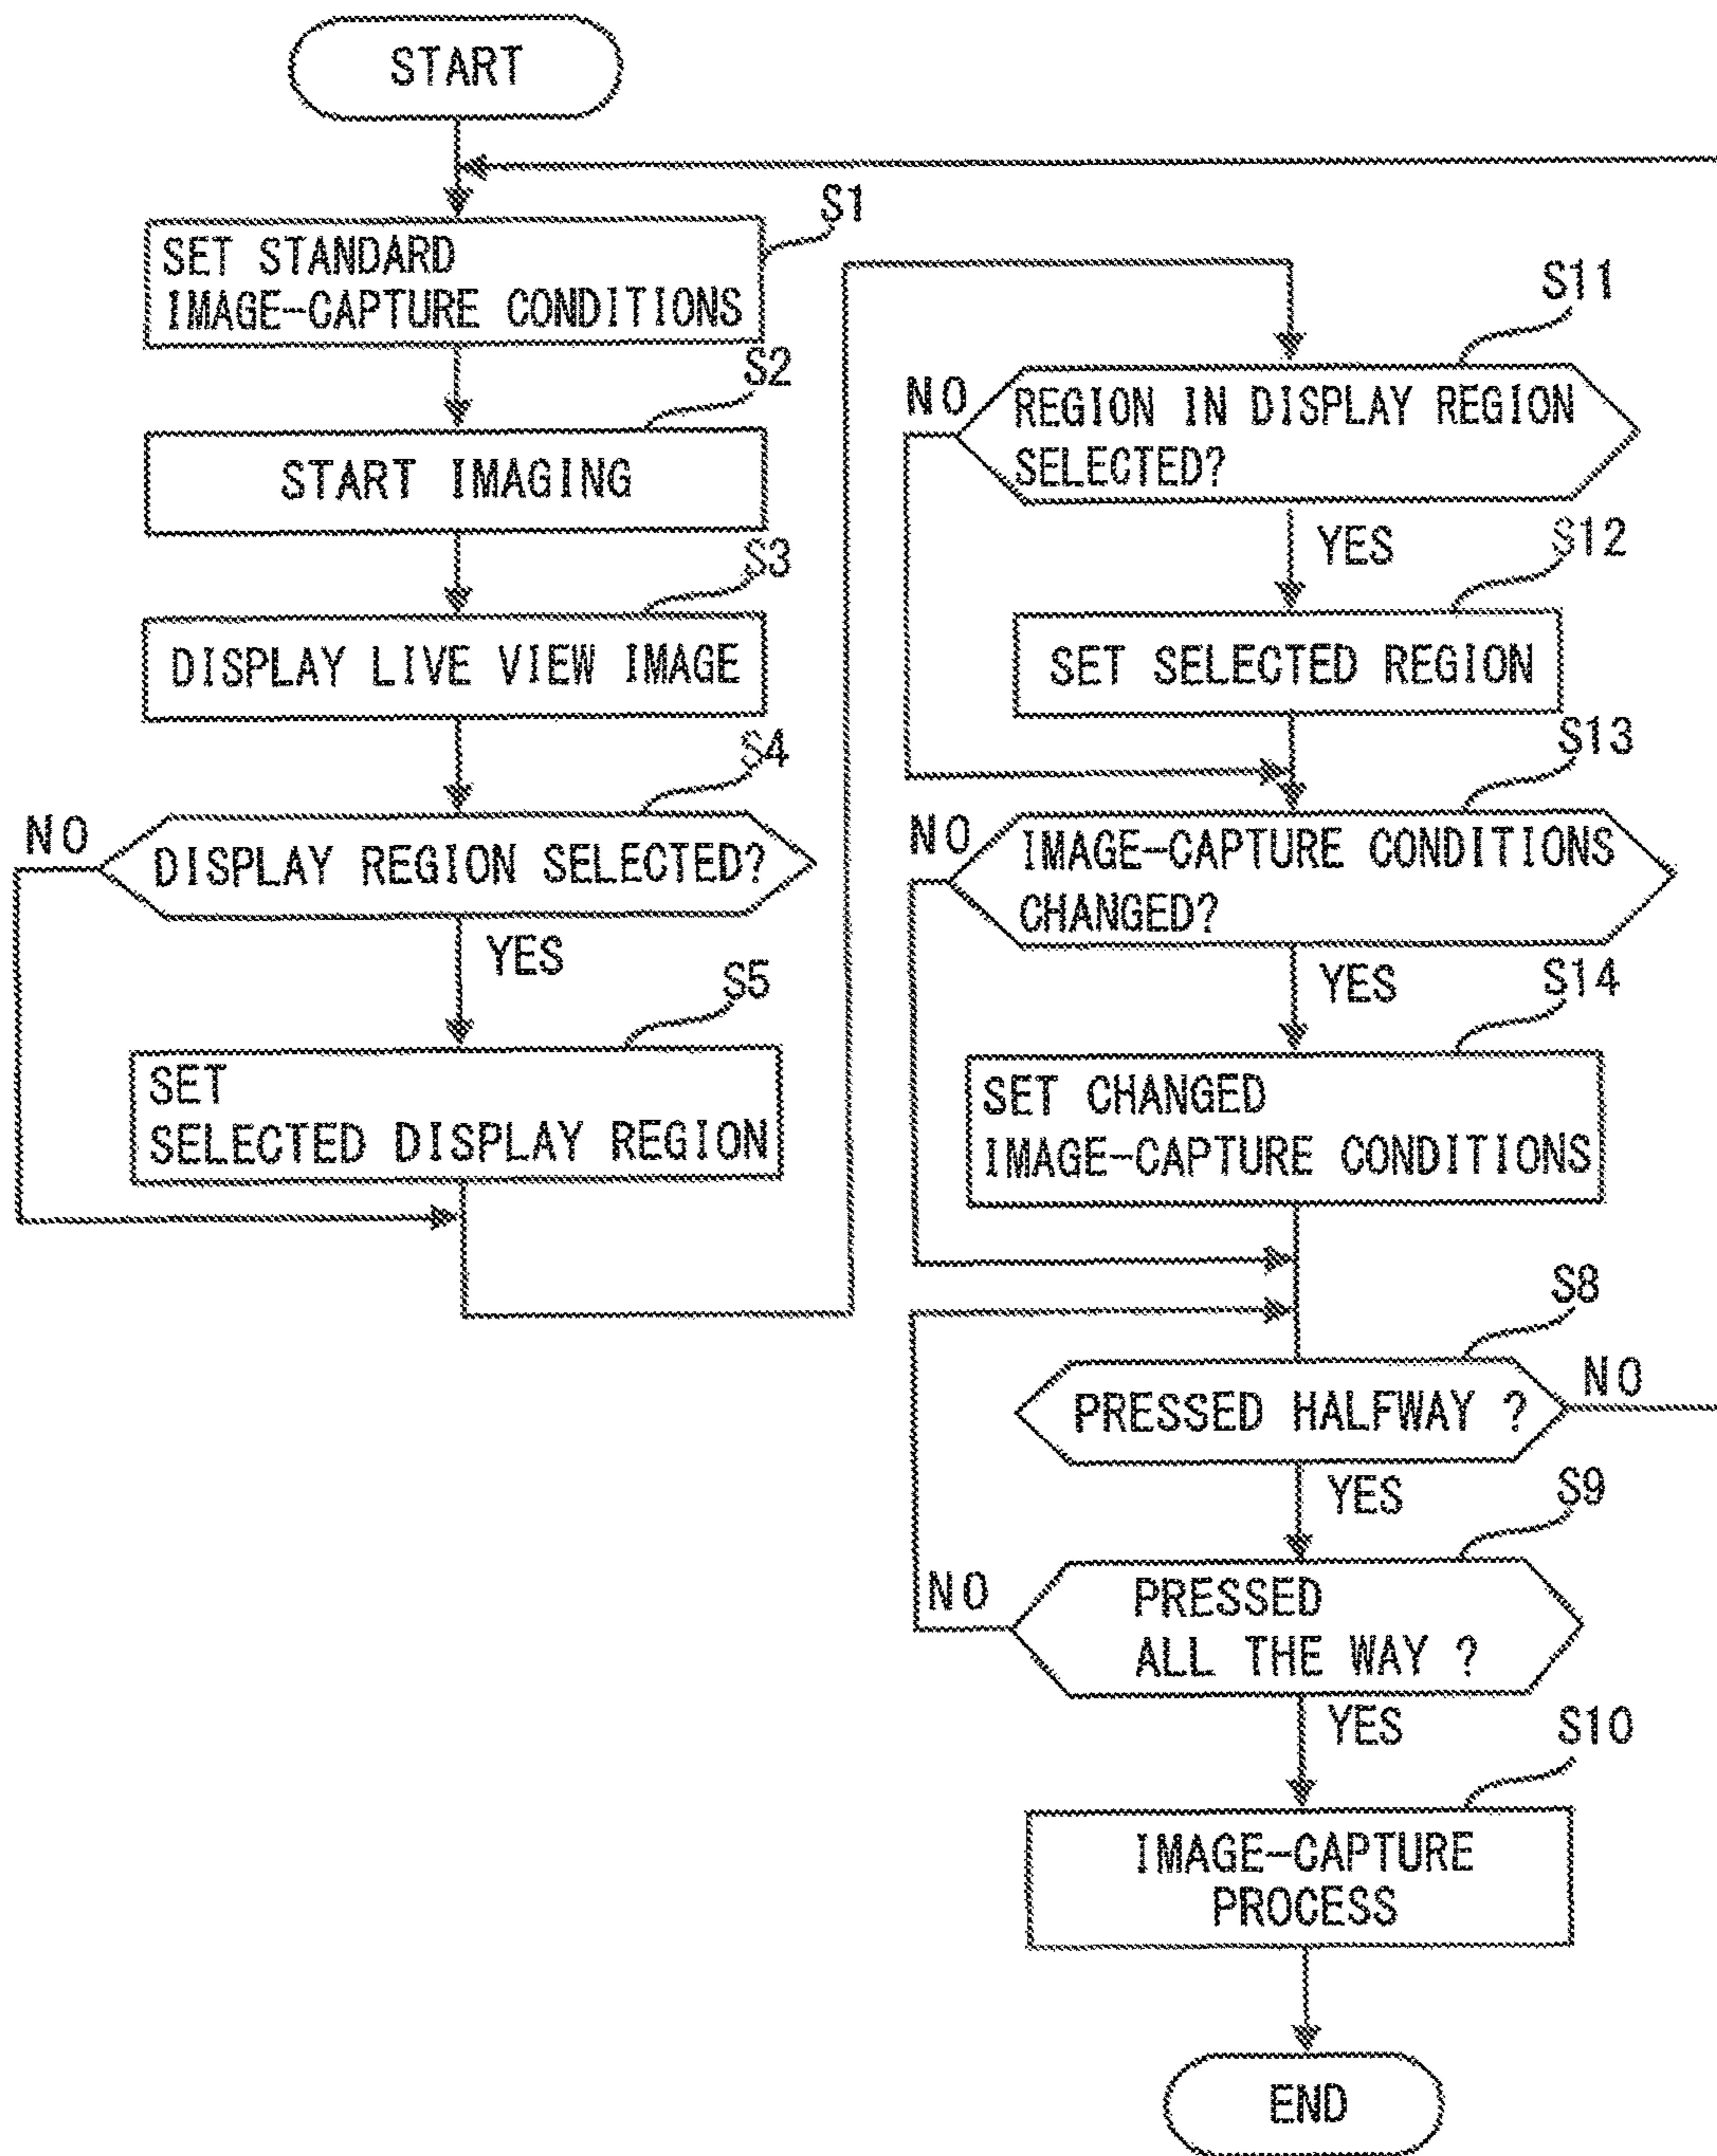 START
S1
SET STANDARD
IMAGE-CAPTURE CONDITIONS
S2
START IMAGING
S3
DISPLAY LIVE VIEW IMAGE
S4
NO
DISPLAY REGION SELECTED?
YES
S5
SET
SELECTED DISPLAY REGION
S11
NO
REGION IN DISPLAY REGION
SELECTED?
YES
S12
SET SELECTED REGION
S13
NO
IMAGE-CAPTURE CONDITIONS
CHANGED?
YES
S14
SET CHANGED
IMAGE-CAPTURE CONDITIONS
S8
PRESSED HALFWAY ?
NO
YES
S9
NO
PRESSED
ALL THE WAY ?
YES
S10
IMAGE-CAPTURE
PROCESS
END